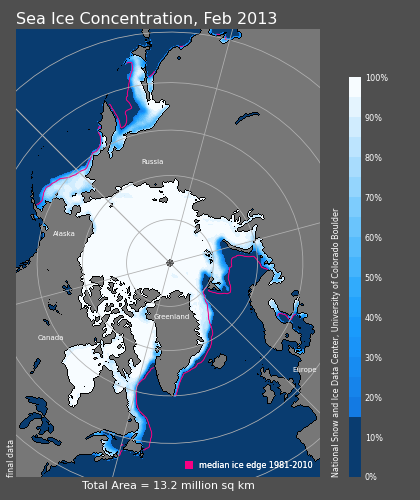 Sea Ice Concentration, Feb 2013
Russia
Alaska
Canada
Greenland
Europe
final data
median ice edge 1981-2010
Total Area = 13.2 million sq km
National Snow and Ice Data Center, University of Colorado Boulder
100%
90%
80%
70%
60%
50%
40%
30%
20%
10%
0%